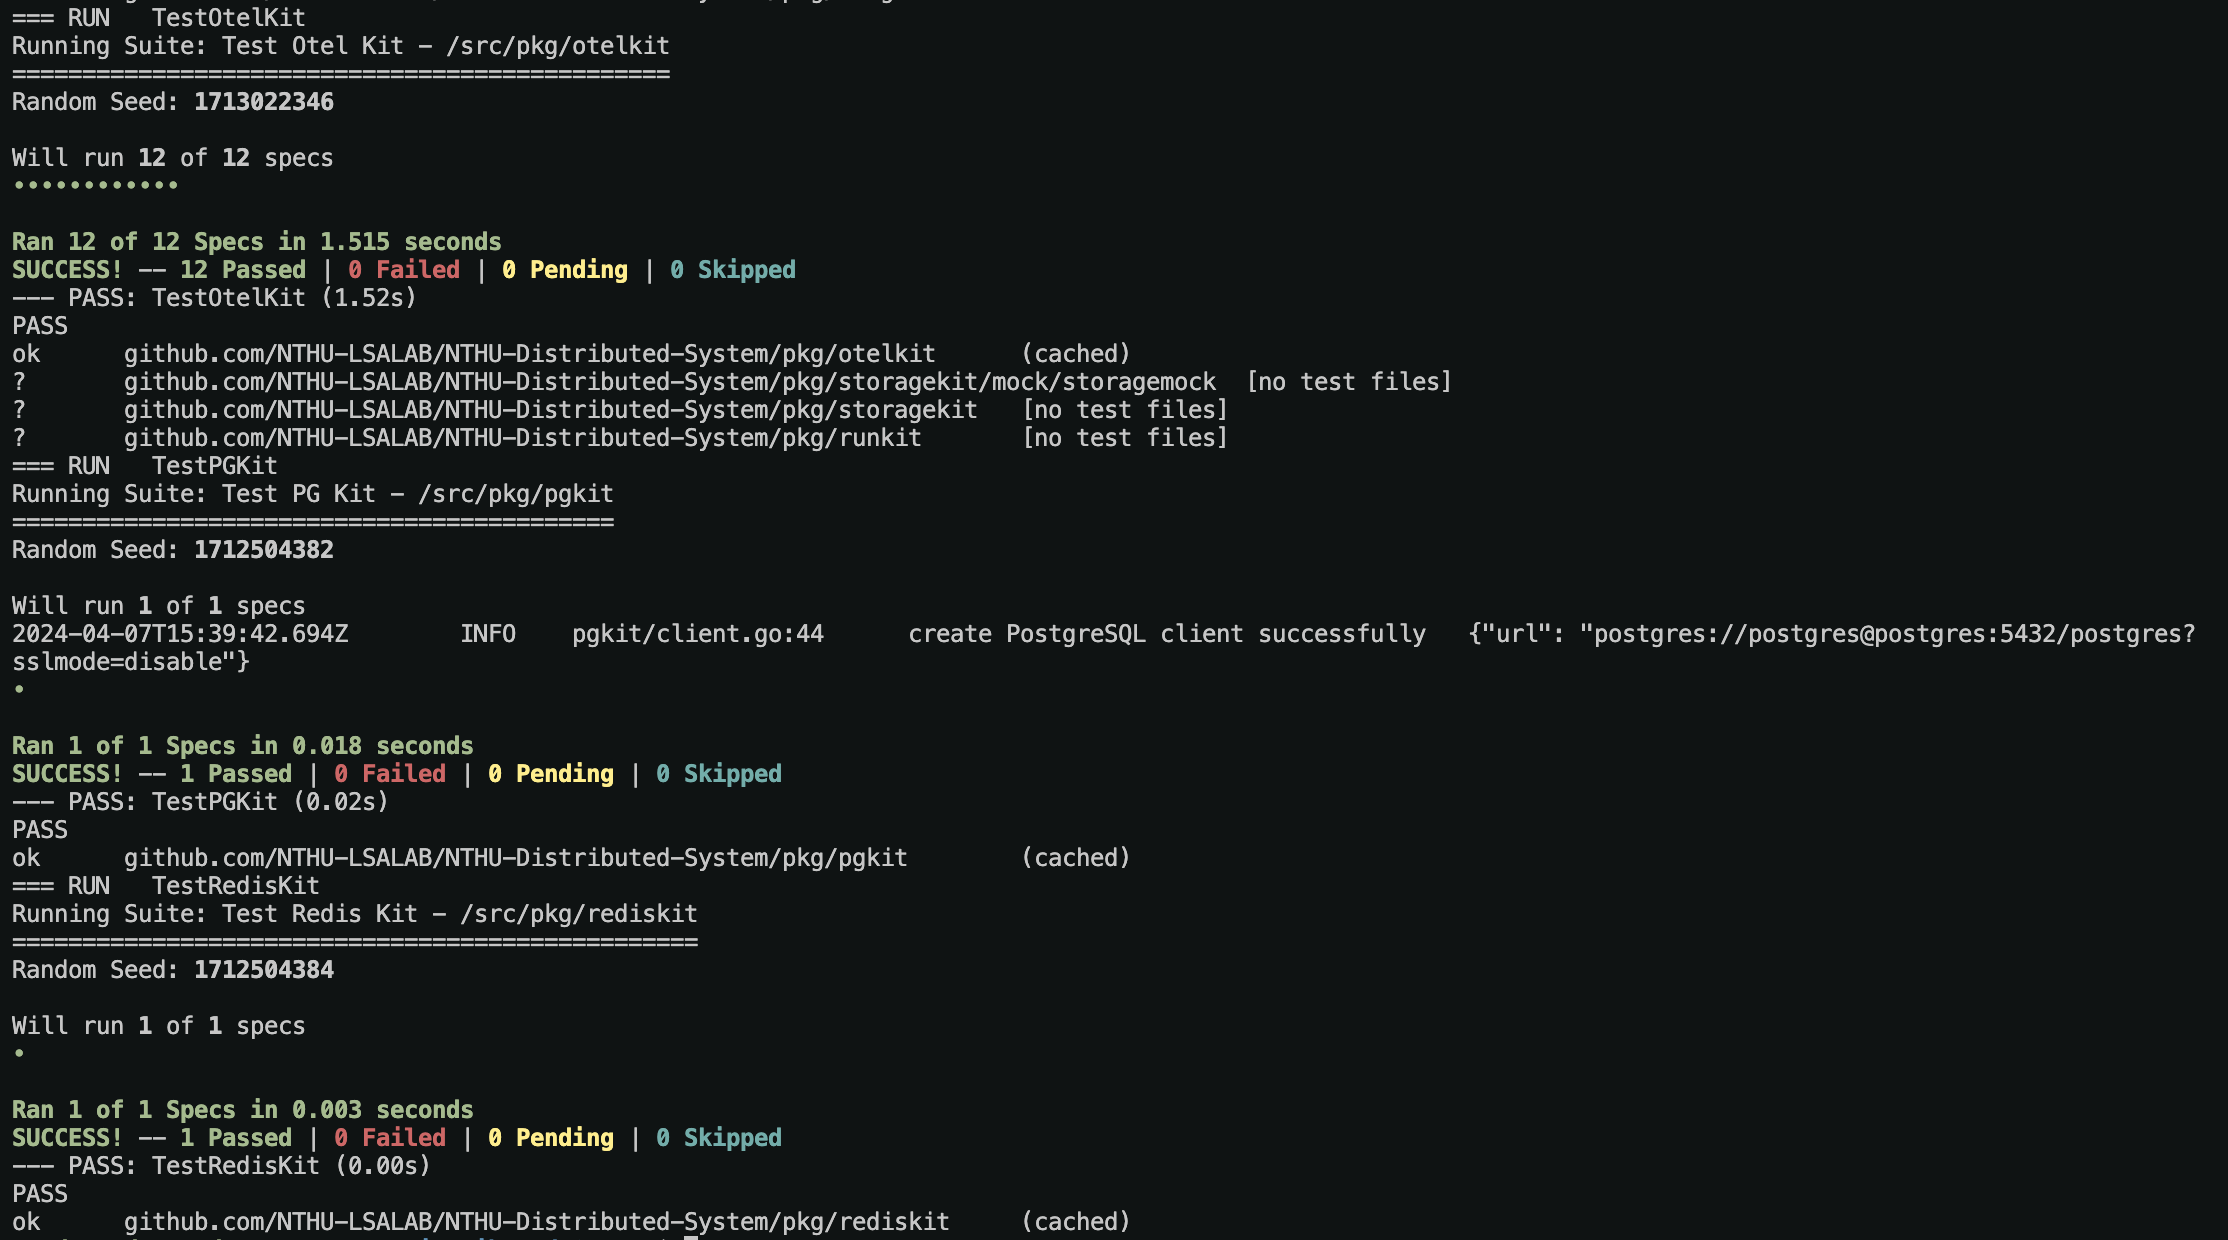 === RUN   TestOtelKit
Running Suite: Test Otel Kit - /src/pkg/otelkit
===============================================
Random Seed: 1713022346
Will run 12 of 12 specs
••••••••••••
Ran 12 of 12 Specs in 1.515 seconds
SUCCESS! -- 12 Passed | 0 Failed | 0 Pending | 0 Skipped
--- PASS: TestOtelKit (1.52s)
PASS
ok      github.com/NTHU-LSALAB/NTHU-Distributed-System/pkg/otelkit      (cached)
?       github.com/NTHU-LSALAB/NTHU-Distributed-System/pkg/storagekit/mock/storagemock  [no test files]
?       github.com/NTHU-LSALAB/NTHU-Distributed-System/pkg/storagekit   [no test files]
?       github.com/NTHU-LSALAB/NTHU-Distributed-System/pkg/runkit       [no test files]
=== RUN   TestPGKit
Running Suite: Test PG Kit - /src/pkg/pgkit
===========================================
Random Seed: 1712504382
Will run 1 of 1 specs
2024-04-07T15:39:42.694Z        INFO    pgkit/client.go:44      create PostgreSQL client successfully   {"url": "postgres://postgres@postgres:5432/postgres?
sslmode=disable"}
•
Ran 1 of 1 Specs in 0.018 seconds
SUCCESS! -- 1 Passed | 0 Failed | 0 Pending | 0 Skipped
--- PASS: TestPGKit (0.02s)
PASS
ok      github.com/NTHU-LSALAB/NTHU-Distributed-System/pkg/pgkit        (cached)
=== RUN   TestRedisKit
Running Suite: Test Redis Kit - /src/pkg/rediskit
=================================================
Random Seed: 1712504384
Will run 1 of 1 specs
•
Ran 1 of 1 Specs in 0.003 seconds
SUCCESS! -- 1 Passed | 0 Failed | 0 Pending | 0 Skipped
--- PASS: TestRedisKit (0.00s)
PASS
ok      github.com/NTHU-LSALAB/NTHU-Distributed-System/pkg/rediskit     (cached)